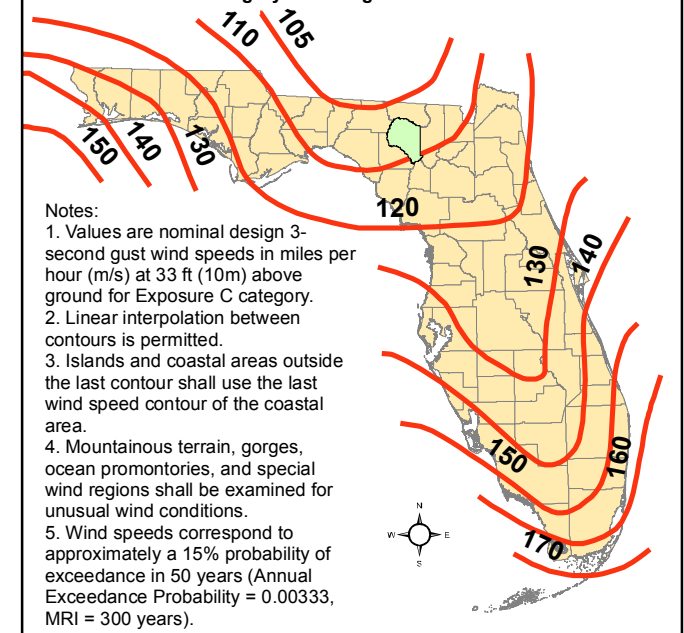 110
105
150
140
130
120
130
140
Notes:
1. Values are nominal design 3-
second gust wind speeds in miles per
hour (m/s) at 33 ft (10m) above
ground for Exposure C category.
2. Linear interpolation between
contours is permitted.
3. Islands and coastal areas outside
the last contour shall use the last
wind speed contour of the coastal
area.
4. Mountainous terrain, gorges,
ocean promontories, and special
wind regions shall be examined for
unusual wind conditions.
5. Wind speeds correspond to
approximately a 15% probability of
exceedance in 50 years (Annual
Exceedance Probability = 0.00333,
MRI = 300 years).
150
160
170
N
W E
S